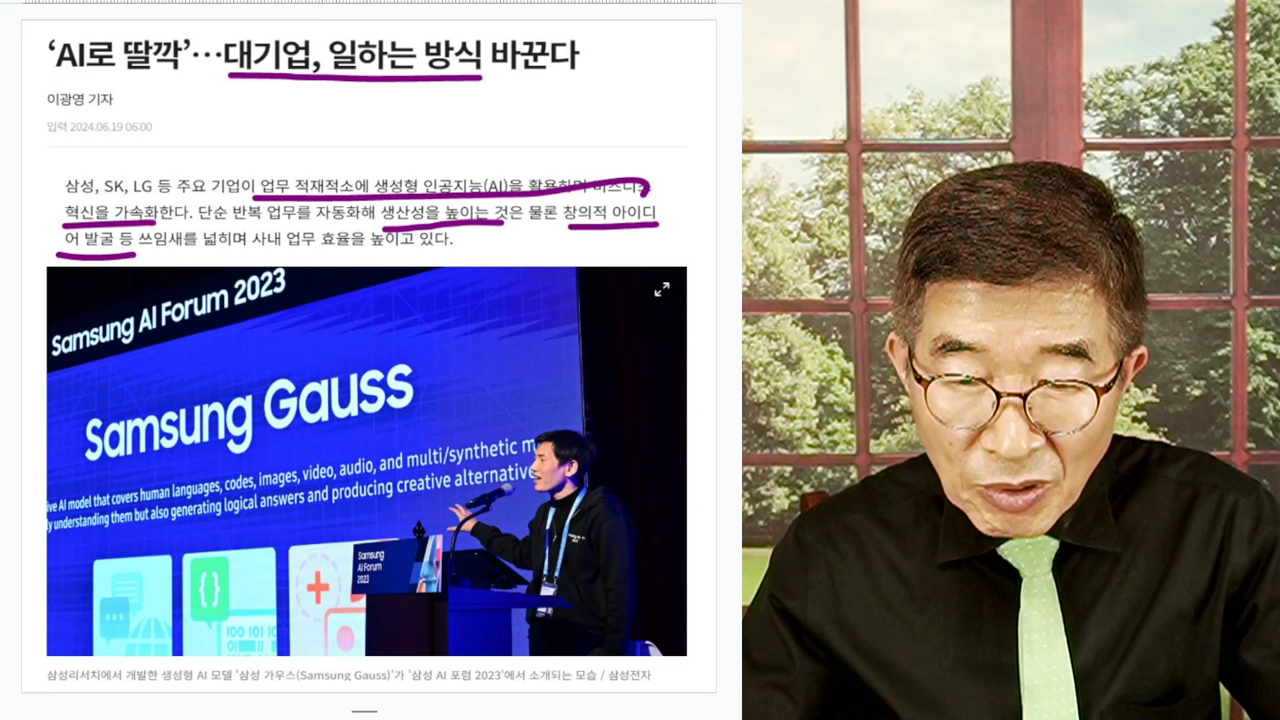 ‘AI로 딸깍’…대기업, 일하는 방식 바꾼다
이광영 기자
입력 2024.06.19 06:00
삼성, SK, LG 등 주요 기업이 업무 적재적소에 생성형 인공지능(AI)을 활용하며
혁신을 가속화한다. 단순 반복 업무를 자동화해 생산성을 높이는 것은 물론 창의적 아이디
어 발굴 등 쓰임새를 넓히며 사내 업무 효율을 높이고 있다.
Samsung AI Forum 2023
Samsung Gauss
ive AI model that covers human languages, codes, images, video, audio, and multi/synthetic m
ly understanding them but also generating logical answers and producing creative alternative
Samsung
AI Forum
2023
삼성리서치에서 개발한 생성형 AI 모델 '삼성 가우스(Samsung Gauss)'가 '삼성 AI 포럼 2023'에서 소개되는 모습 / 삼성전자